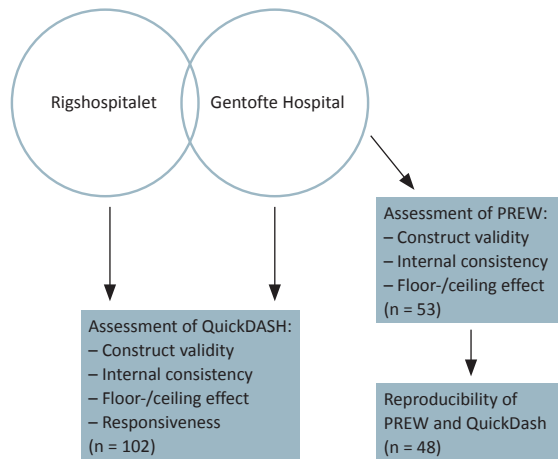 Rigshospitalet
Gentofte Hospital
Assessment of PREW:
– Construct validity
– Internal consistency
– Floor-/ceiling effect
(n = 53)
Assessment of QuickDASH:
– Construct validity
– Internal consistency
– Floor-/ceiling effect
– Responsiveness
(n = 102)
Reproducibility of
PREW and QuickDash
(n = 48)